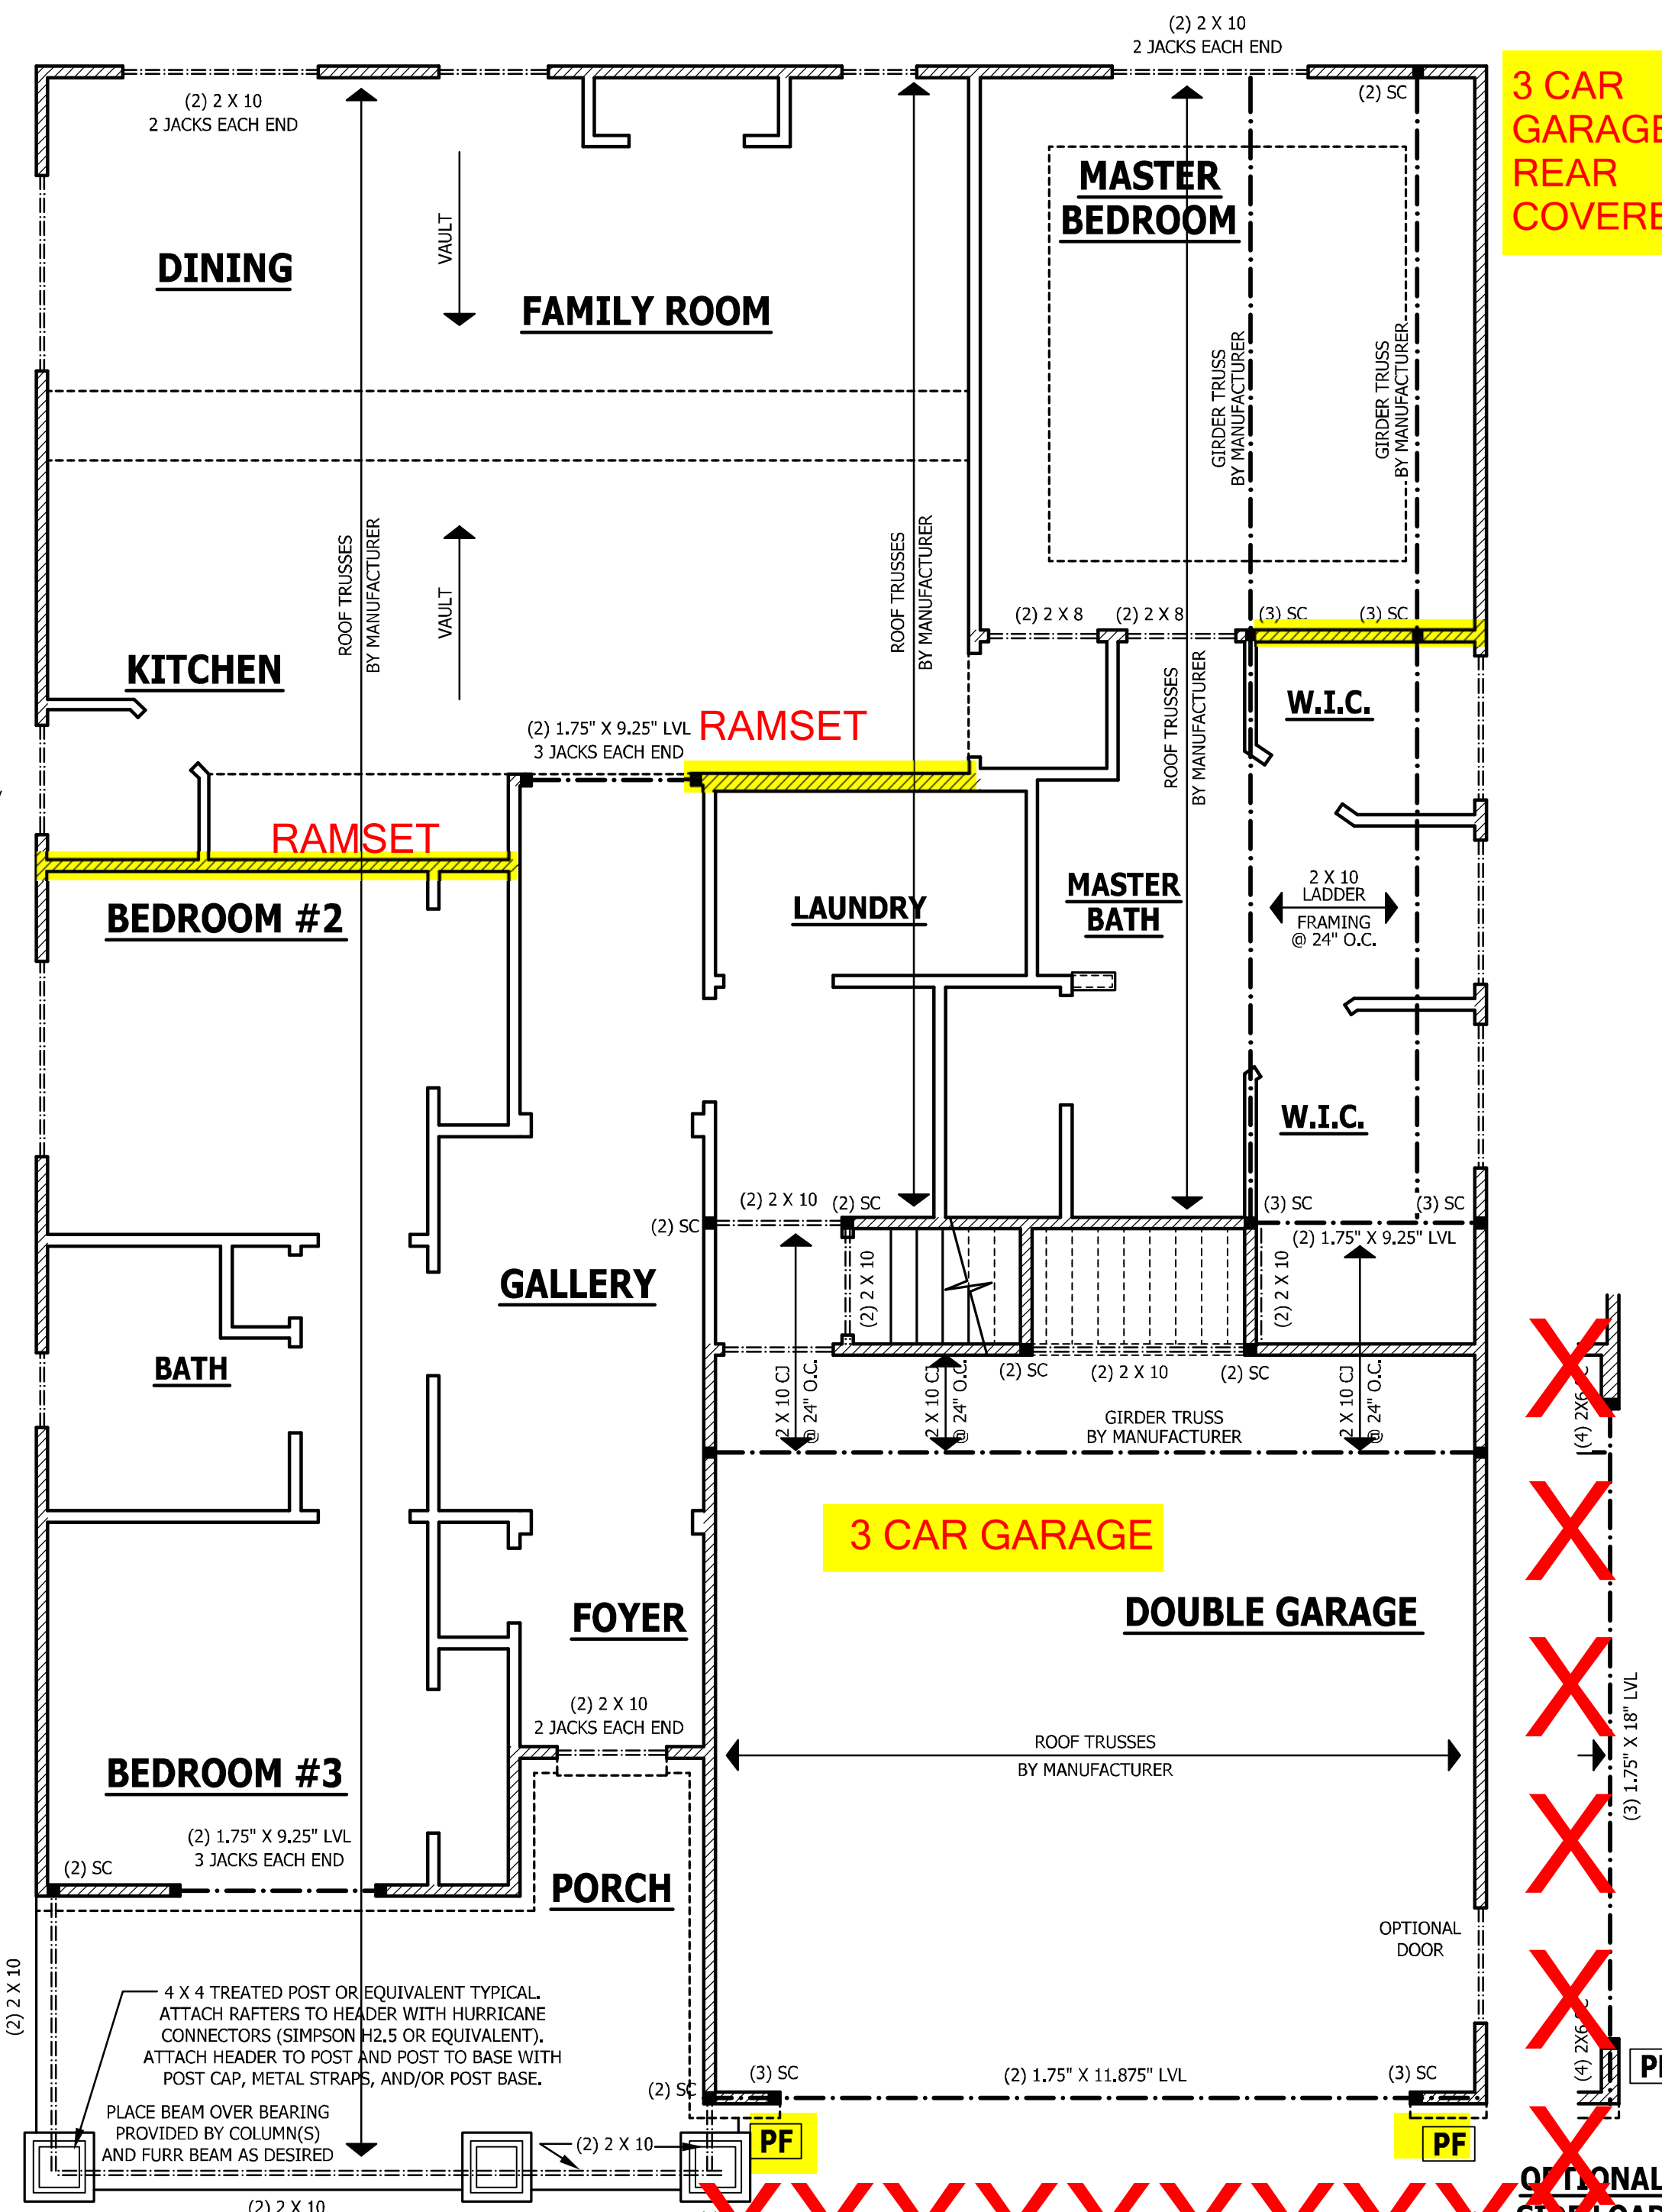 (2) 2 X 10
2 JACKS EACH END
3 CAR
GARAGE
REAR
COVERE
(2) 2 X 10
2 JACKS EACH END
(2) SC
MASTER
BEDROOM
VAULT
DINING
FAMILY ROOM
GIRDER TRUSS
BY MANUFACTURER
GIRDER TRUSS
BY MANUFACTURER
ROOF TRUSSES
BY MANUFACTURER
VAULT
ROOF TRUSSES
BY MANUFACTURER
(2) 2 X 8
(2) 2 X 8
(3) SC
(3) SC
KITCHEN
W.I.C.
(2) 1.75" X 9.25" LVL
3 JACKS EACH END
RAMSET
ROOF TRUSSES
BY MANUFACTURER
RAMSET
BEDROOM #2
LAUNDRY
MASTER
BATH
2 X 10
LADDER
FRAMING
@ 24" O.C.
W.I.C.
(2) SC
(2) 2 X 10
(2) SC
(3) SC
(3) SC
(2) 1.75" X 9.25" LVL
(2) 2 X 10
(2) 2 X 10
GALLERY
BATH
(2) SC
(2) 2 X 10
(2) SC
2 X 10 CJ
@ 24" O.C.
2 X 10 CJ
@ 24" O.C.
2 X 10 CJ
@ 24" O.C.
GIRDER TRUSS
BY MANUFACTURER
X
X
X
X
X
X
3 CAR GARAGE
DOUBLE GARAGE
FOYER
(2) 2 X 10
2 JACKS EACH END
ROOF TRUSSES
BY MANUFACTURER
(3) 1.75" X 18" LVL
BEDROOM #3
(2) 1.75" X 9.25" LVL
3 JACKS EACH END
(2) SC
PORCH
OPTIONAL
DOOR
(2) 2 X 10
4 X 4 TREATED POST OR EQUIVALENT TYPICAL.
ATTACH RAFTERS TO HEADER WITH HURRICANE
CONNECTORS (SIMPSON H2.5 OR EQUIVALENT).
ATTACH HEADER TO POST AND POST TO BASE WITH
POST CAP, METAL STRAPS, AND/OR POST BASE.
(4) 2X6
(2) SC
(3) SC
(2) 1.75" X 11.875" LVL
(3) SC
PLACE BEAM OVER BEARING
PROVIDED BY COLUMN(S)
AND FURR BEAM AS DESIRED
(2) 2 X 10
PF
PF
OPTIONAL
(2) 2 X 10